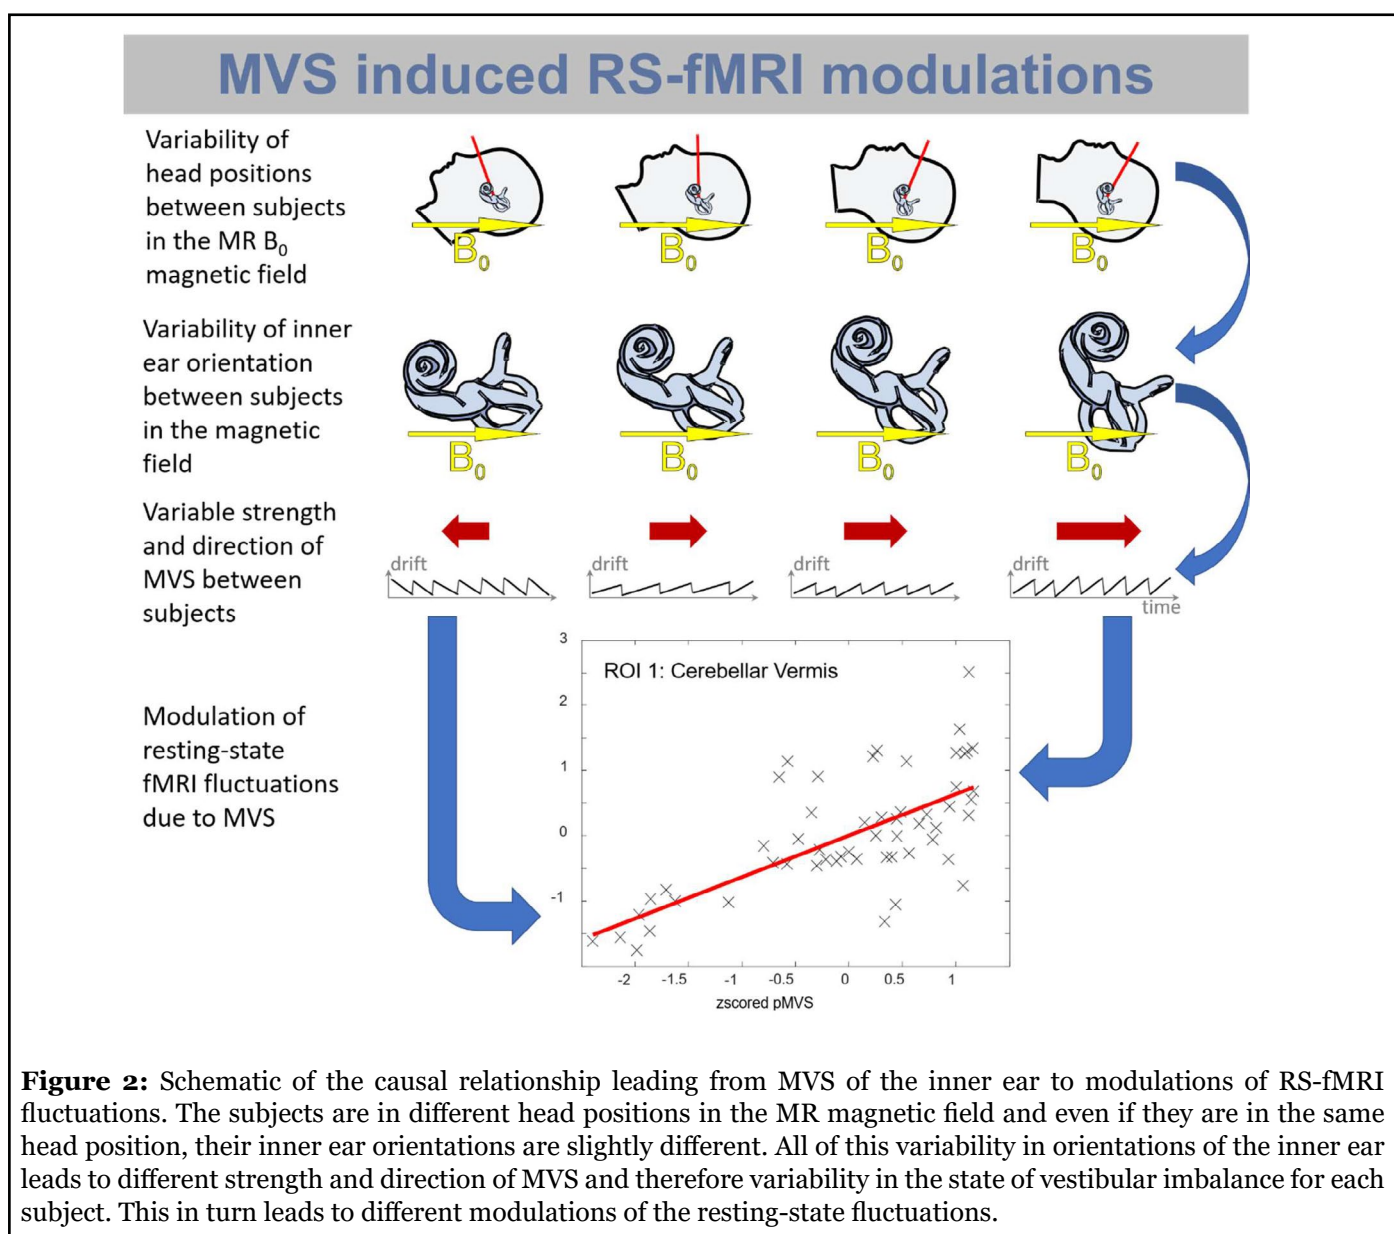 MVS induced RS-fMRI modulations
Variability of
head positions
between subjects
in the MR B₀
magnetic field
B₀ B₀ B₀ B₀
Variability of inner
ear orientation
between subjects
in the magnetic
field
B₀ B₀ B₀ B₀
Variable strength
and direction of
MVS between
subjects
drift drift drift drift
time
Modulation of
resting-state
fMRI fluctuations
due to MVS
ROI 1: Cerebellar Vermis
3
2
1
0
-1
-2 -1.5 -1 -0.5 0 0.5 1
zscored pMVS
Figure 2: Schematic of the causal relationship leading from MVS of the inner ear to modulations of RS-fMRI
fluctuations. The subjects are in different head positions in the MR magnetic field and even if they are in the same
head position, their inner ear orientations are slightly different. All of this variability in orientations of the inner ear
leads to different strength and direction of MVS and therefore variability in the state of vestibular imbalance for each
subject. This in turn leads to different modulations of the resting-state fluctuations.